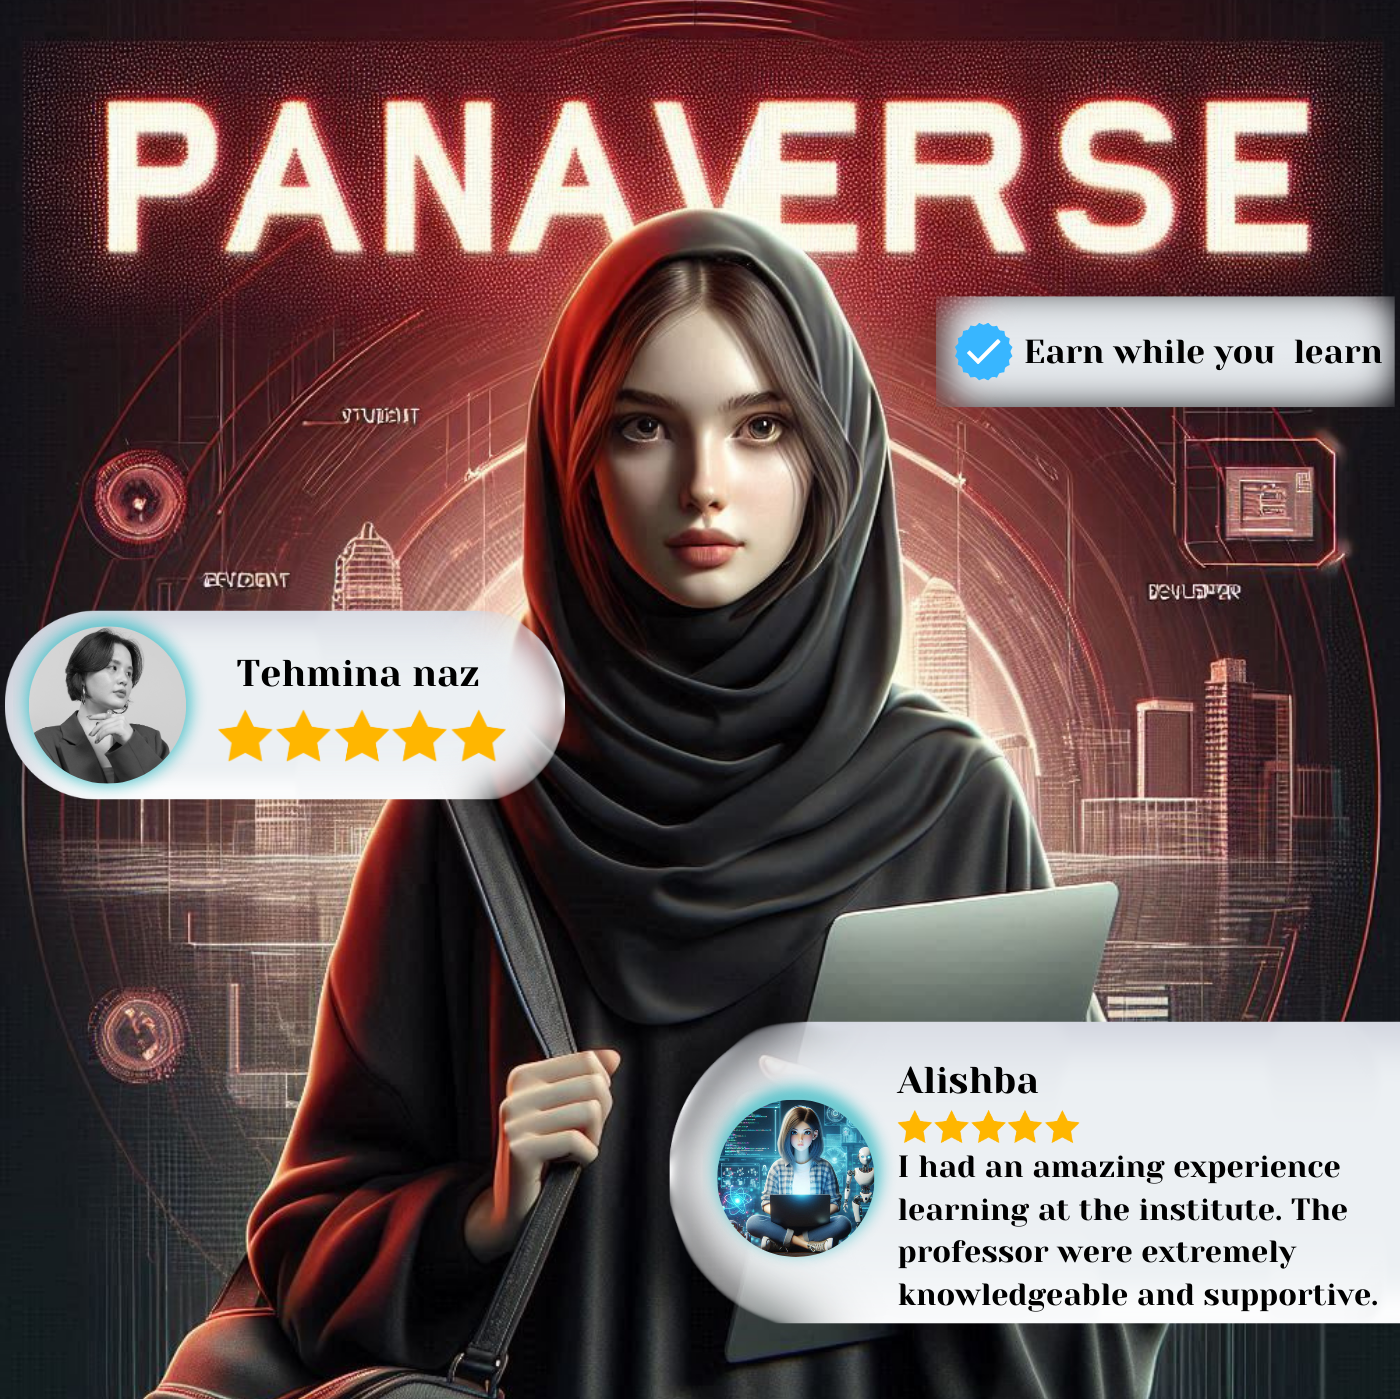 PANAVERSE
Earn while you learn
Tehmina naz
Alishba
I had an amazing experience
learning at the institute. The
professor were extremely
knowledgeable and supportive.